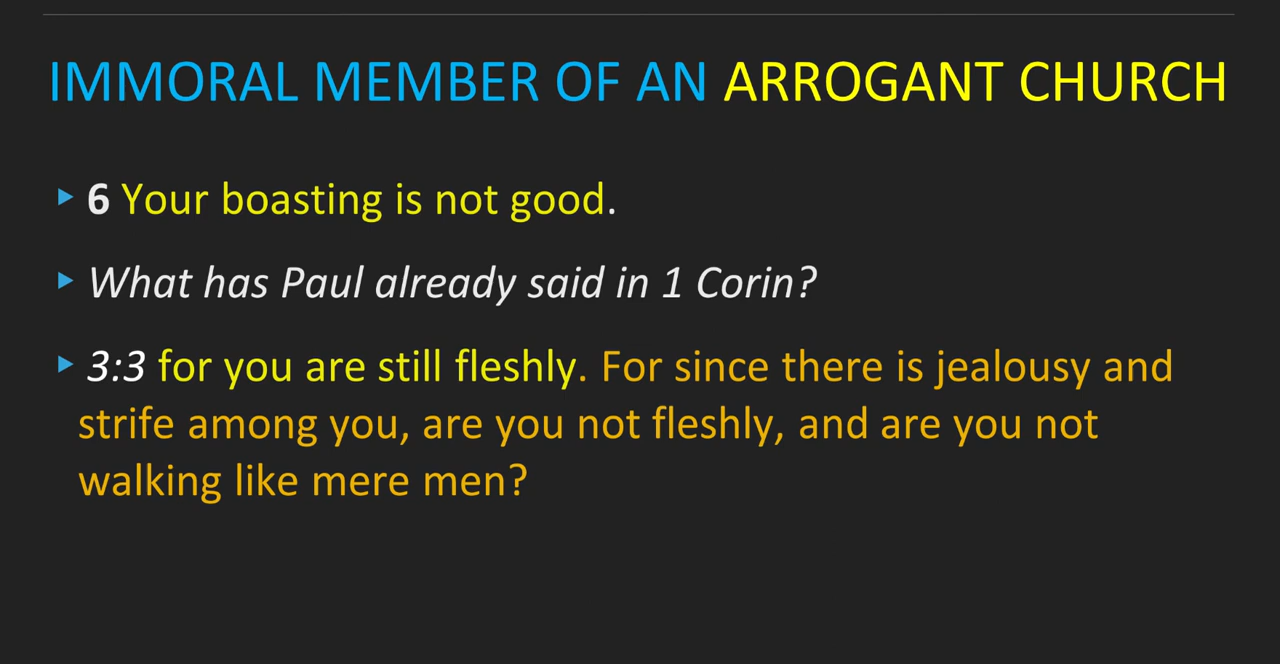 IMMORAL MEMBER OF AN ARROGANT CHURCH
6 Your boasting is not good.
What has Paul already said in 1 Corin?
3:3 for you are still fleshly. For since there is jealousy and
strife among you, are you not fleshly, and are you not
walking like mere men?